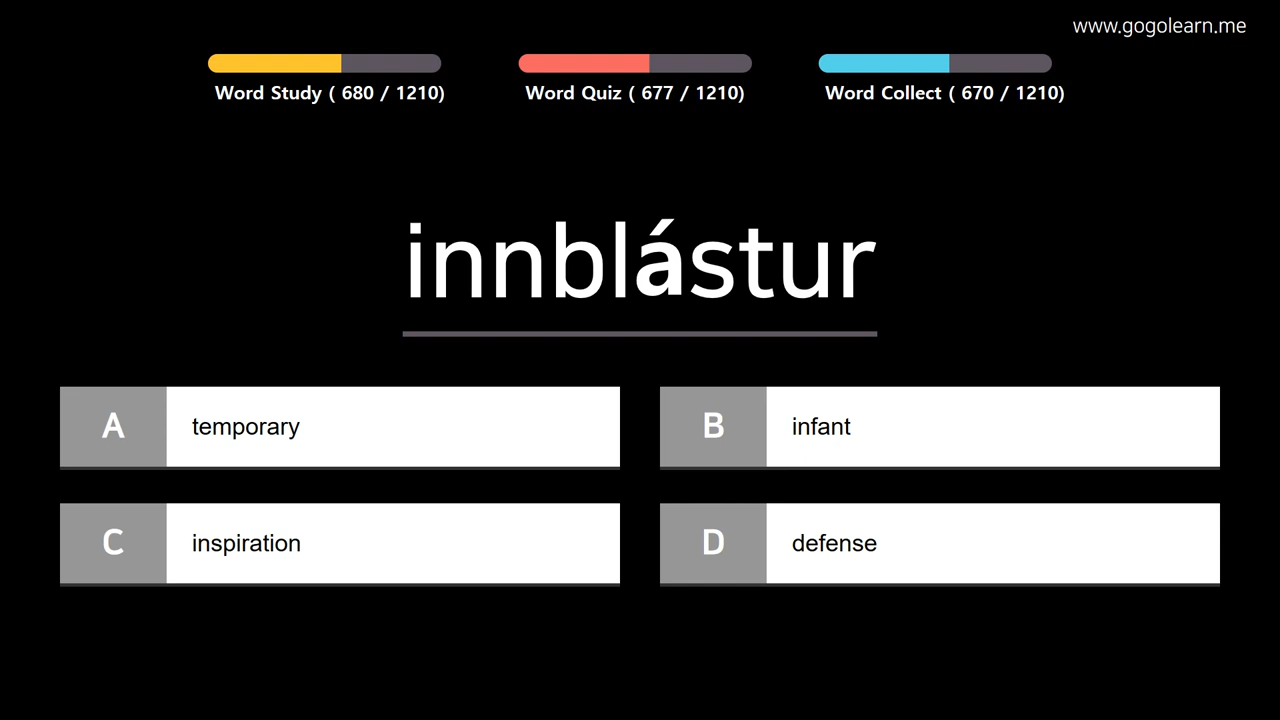 www.gogolearn.me
Word Study ( 680 / 1210)
Word Quiz ( 677 / 1210)
Word Collect ( 670 / 1210)
innblástur
A temporary
B infant
C inspiration
D defense